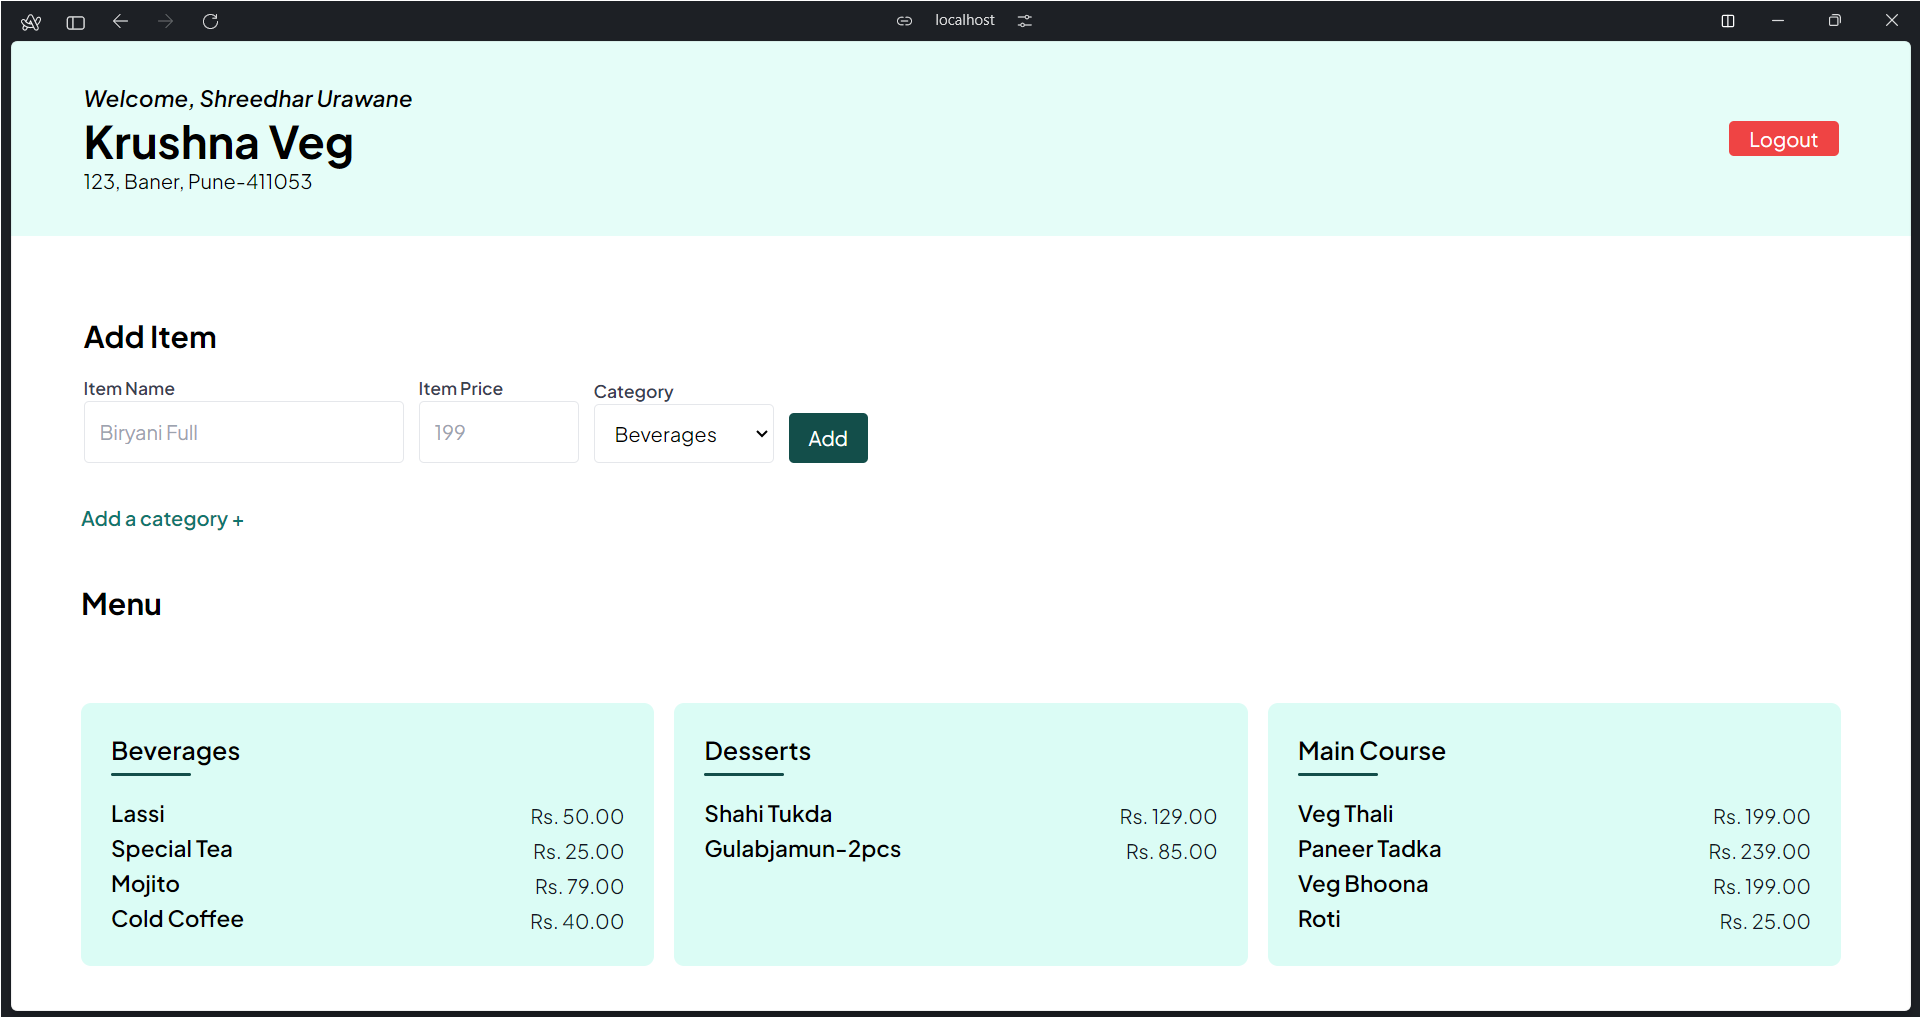 localhost
Welcome, Shreedhar Urawane
Krushna Veg
123, Baner, Pune-411053
Logout
Add Item
Item Name
Item Price
Category
Biryani Full
199
Beverages
Add
Add a category +
Menu
Beverages
Lassi Rs. 50.00
Special Tea Rs. 25.00
Mojito Rs. 79.00
Cold Coffee Rs. 40.00
Desserts
Shahi Tukda Rs. 129.00
Gulabjamun-2pcs Rs. 85.00
Main Course
Veg Thali Rs. 199.00
Paneer Tadka Rs. 239.00
Veg Bhoona Rs. 199.00
Roti Rs. 25.00